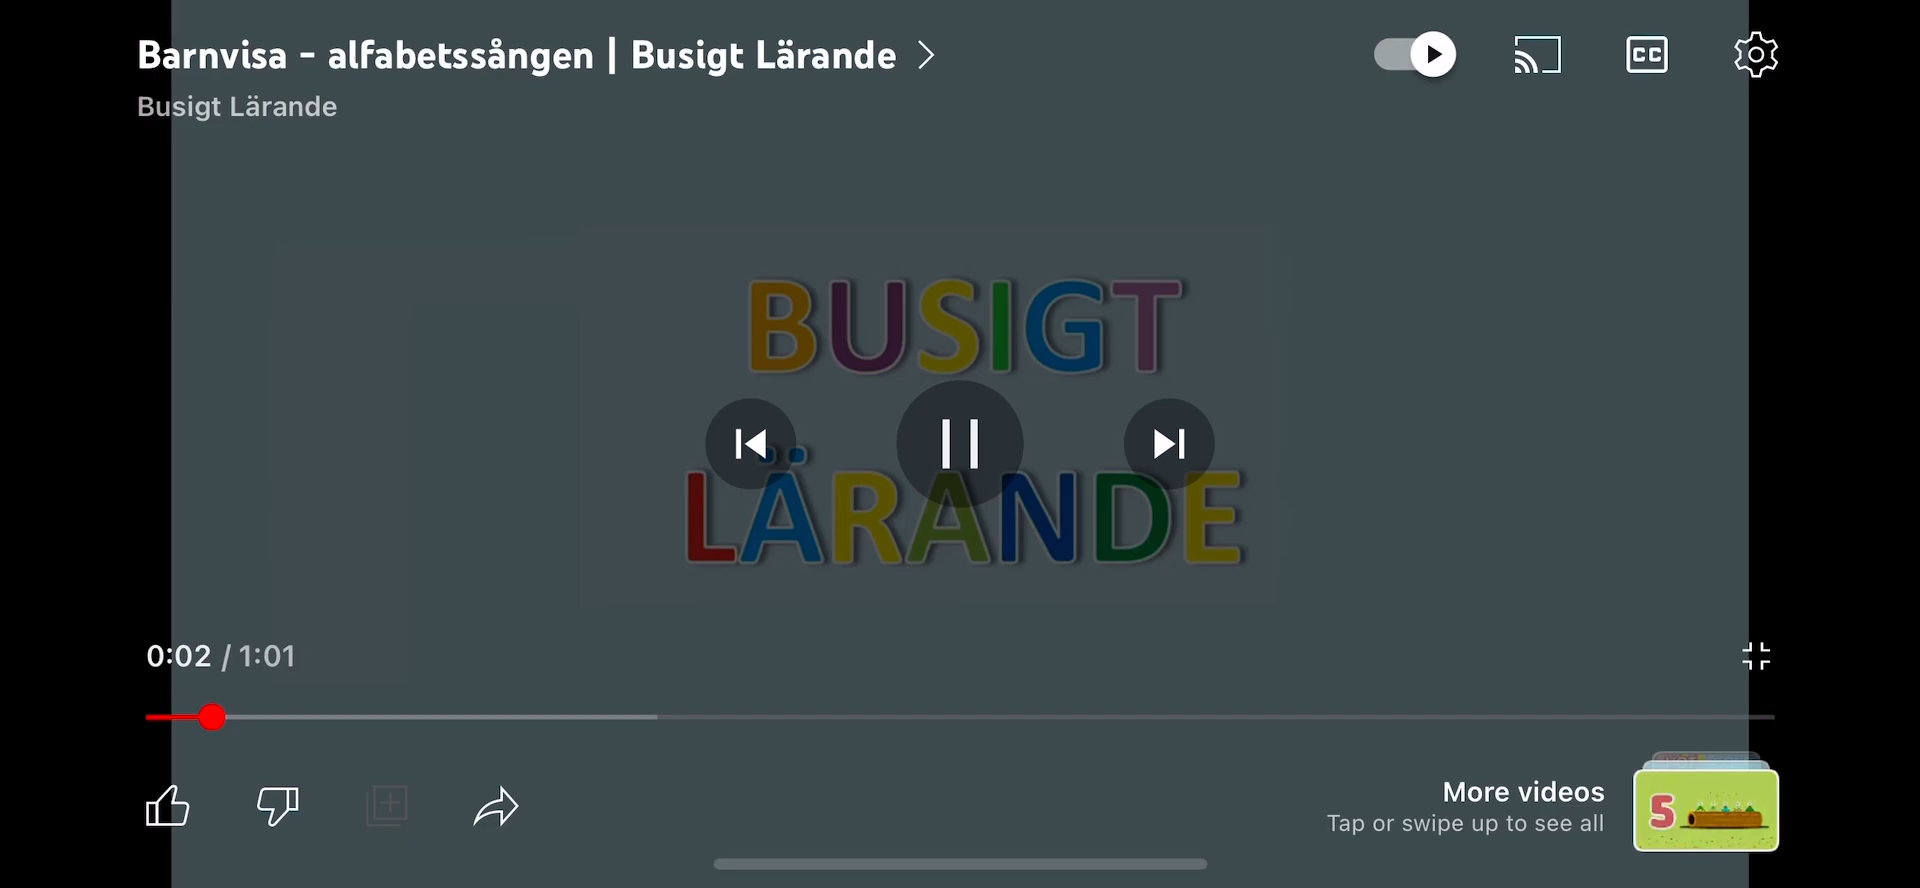 Barnvisa - alfabetssången | Busigt Lärande
Busigt Lärande
CC
BUSIGT
LÄRANDE
0:02 / 1:01
More videos
Tap or swipe up to see all
5